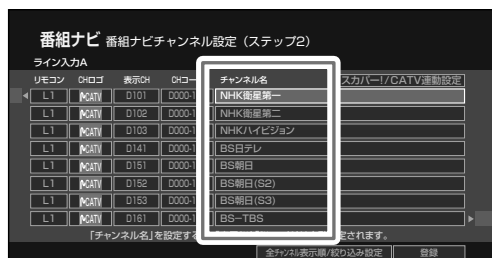 番組ナビ 番組ナビチャンネル設定（ステップ2）
ライン入力A
リモコン CHロゴ 表示CH CHコー チャンネル名 スカパー!/CATV連動設定
L1 CATV D101 D000-1 NHK衛星第一
L1 CATV D102 D000-1 NHK衛星第二
L1 CATV D103 D000-1 NHKハイビジョン
L1 CATV D141 D000-1 BS日テレ
L1 CATV D151 D000-1 BS朝日
L1 CATV D152 D000-1 BS朝日(S2)
L1 CATV D153 D000-1 BS朝日(S3)
L1 CATV D161 D000-1 BS-TBS
「チャンネル名」を設定する 定されます。
全チャンネル表示順/絞り込み設定 登録